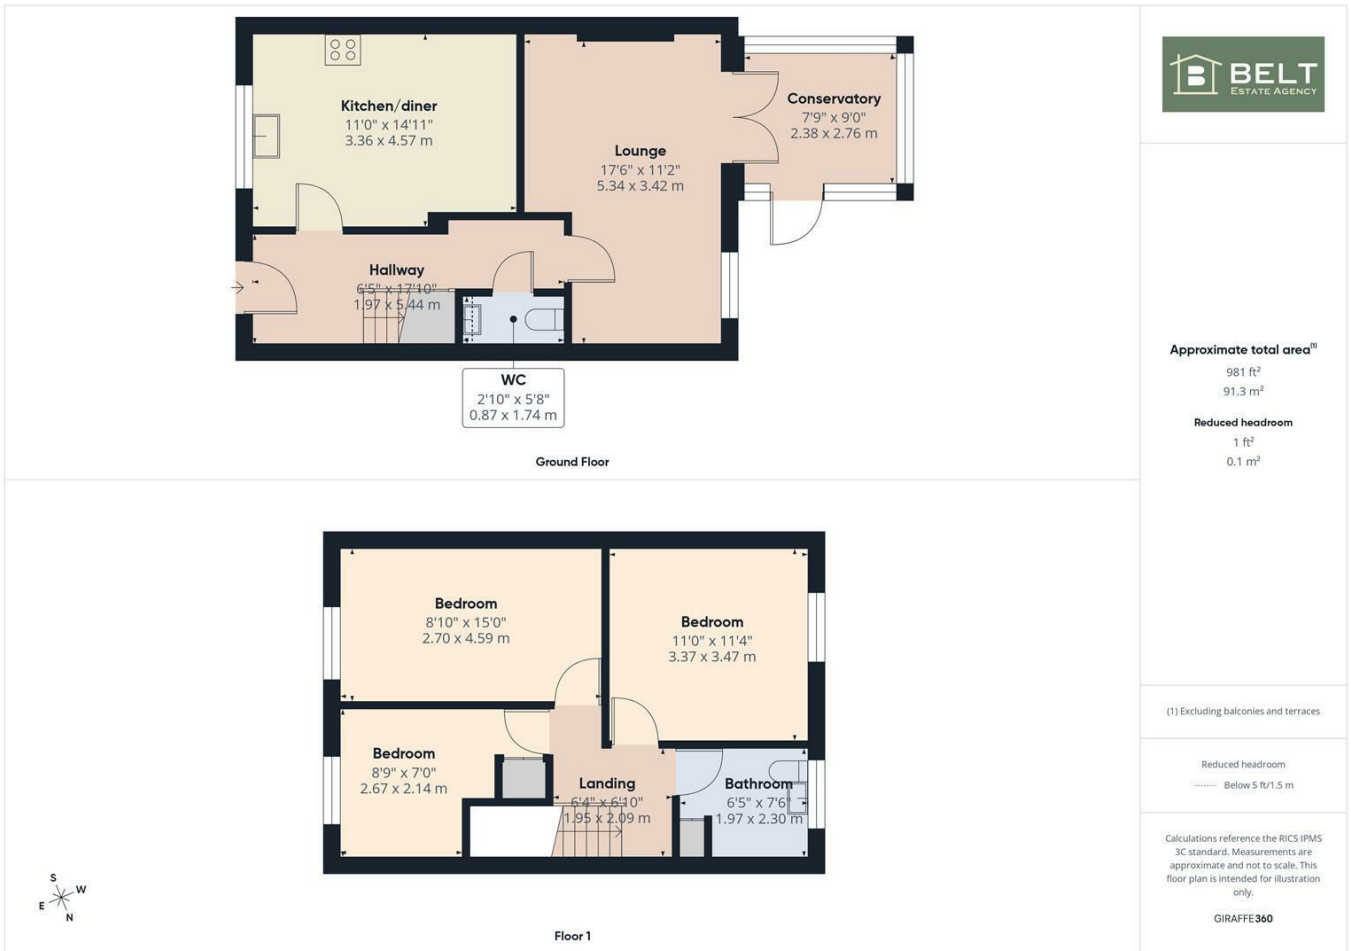 Kitchen/diner
11'0" x 14'11"
3.36 x 4.57 m
Lounge
17'6" x 11'2"
5.34 x 3.42 m
Conservatory
7'9" x 9'0"
2.38 x 2.76 m
Hallway
6'5" x 17'10"
1.97 x 5.44 m
WC
2'10" x 5'8"
0.87 x 1.74 m
Ground Floor
Bedroom
8'10" x 15'0"
2.70 x 4.59 m
Bedroom
11'0" x 11'4"
3.37 x 3.47 m
Bedroom
8'9" x 7'0"
2.67 x 2.14 m
Landing
6'4" x 6'10"
1.95 x 2.09 m
Bathroom
6'5" x 7'6"
1.97 x 2.30 m
S
W
E
N
Floor 1
B BELT
ESTATE AGENCY
Approximate total area(1)
981 ft²
91.3 m²
Reduced headroom
1 ft²
0.1 m²
(1) Excluding balconies and terraces
Reduced headroom
Below 5 ft/1.5 m
Calculations reference the RICS IPMS
3C standard. Measurements are
approximate and not to scale. This
floor plan is intended for illustration
only.
GIRAFFE360